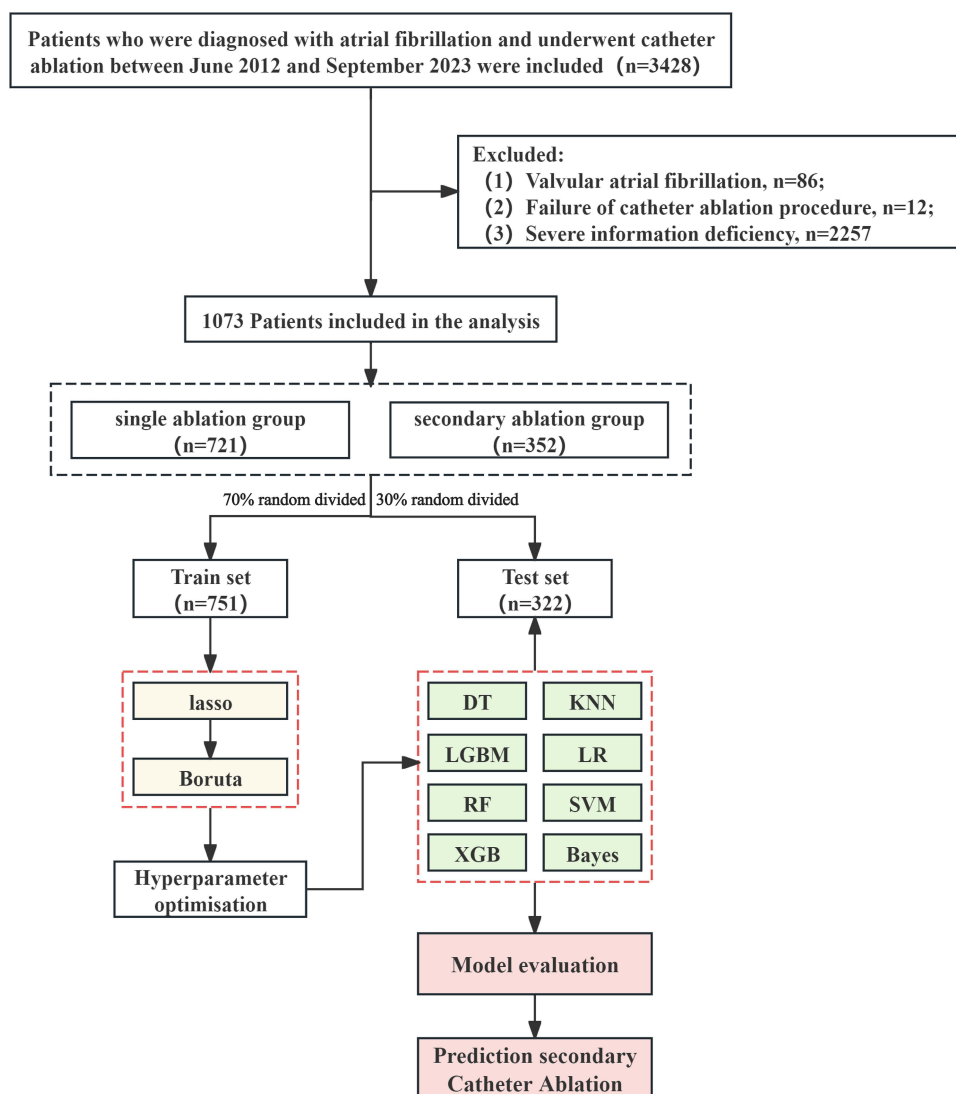 Patients who were diagnosed with atrial fibrillation and underwent catheter
ablation between June 2012 and September 2023 were included（n=3428）
Excluded:
（1）Valvular atrial fibrillation, n=86;
（2）Failure of catheter ablation procedure, n=12;
（3）Severe information deficiency, n=2257
1073 Patients included in the analysis
single ablation group
（n=721）
secondary ablation group
（n=352）
70% random divided
30% random divided
Train set
（n=751）
Test set
（n=322）
lasso
Boruta
Hyperparameter
optimisation
DT
KNN
LGBM
LR
RF
SVM
XGB
Bayes
Model evaluation
Prediction secondary
Catheter Ablation